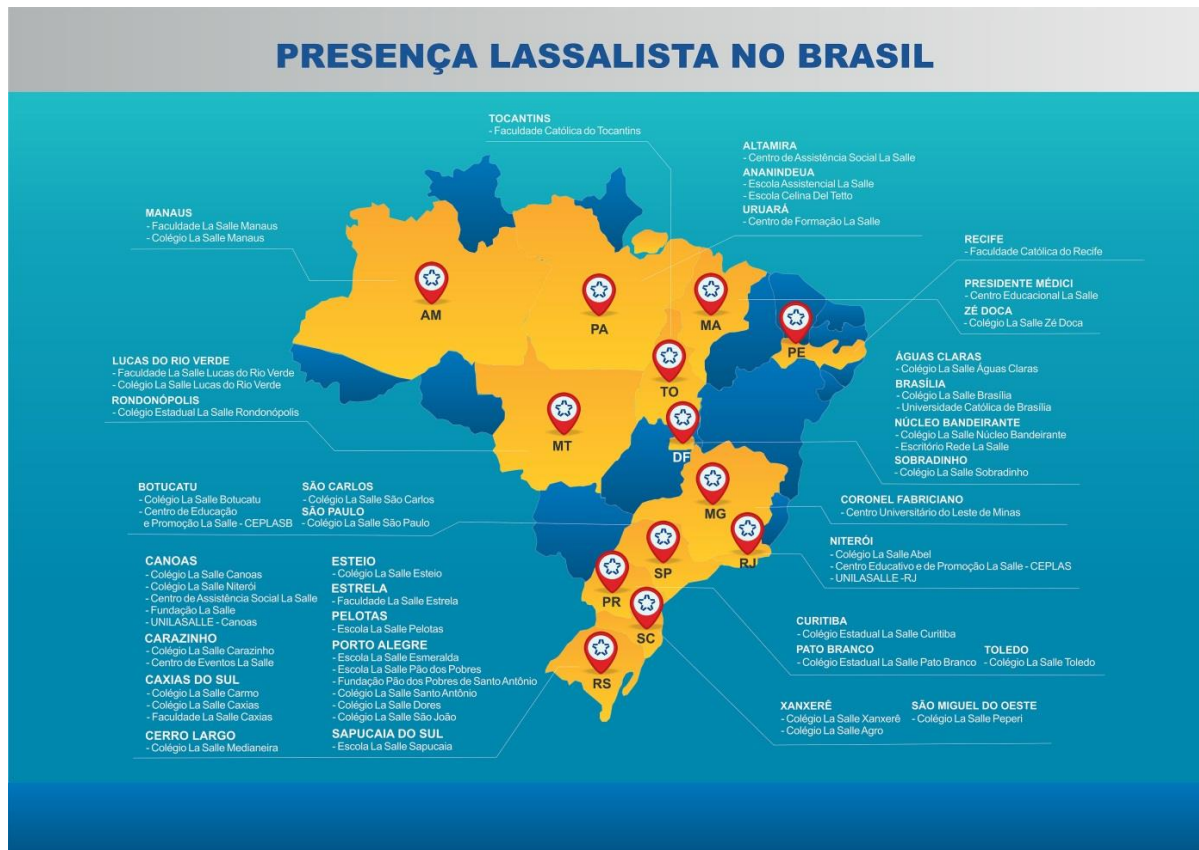 PRESENÇA LASSALISTA NO BRASIL
TOCANTINS
- Faculdade Católica do Tocantins
ALTAMIRA
- Centro de Assistência Social La Salle
ANANINDEUA
- Escola Assistencial La Salle
- Escola Celina Del Tetto
URUARÁ
- Centro de Formação La Salle
MANAUS
- Faculdade La Salle Manaus
- Colégio La Salle Manaus
RECIFE
- Faculdade Católica do Recife
PRESIDENTE MÉDICI
- Centro Educacional La Salle
ZÉ DOCA
- Colégio La Salle Zé Doca
AM
PA
MA
PE
TO
MT
DF
MG
RJ
SP
PR
SC
RS
LUCAS DO RIO VERDE
- Faculdade La Salle Lucas do Rio Verde
- Colégio La Salle Lucas do Rio Verde
RONDONÓPOLIS
- Colégio Estadual La Salle Rondonópolis
ÁGUAS CLARAS
- Colégio La Salle Águas Claras
BRASÍLIA
- Colégio La Salle Brasília
- Universidade Católica de Brasília
NÚCLEO BANDEIRANTE
- Colégio La Salle Núcleo Bandeirante
- Escritório Rede La Salle
SOBRADINHO
- Colégio La Salle Sobradinho
BOTUCATU
- Colégio La Salle Botucatu
- Centro de Educação
e Promoção La Salle - CEPLASB
SÃO CARLOS
- Colégio La Salle São Carlos
SÃO PAULO
- Colégio La Salle São Paulo
CORONEL FABRICIANO
- Centro Universitário do Leste de Minas
NITERÓI
- Colégio La Salle Abel
- Centro Educativo e de Promoção La Salle - CEPLAS
- UNILASALLE -RJ
CANOAS
- Colégio La Salle Canoas
- Colégio La Salle Niterói
- Centro de Assistência Social La Salle
- Fundação La Salle
- UNILASALLE - Canoas
CARAZINHO
- Colégio La Salle Carazinho
- Centro de Eventos La Salle
CAXIAS DO SUL
- Colégio La Salle Carmo
- Colégio La Salle Caxias
- Faculdade La Salle Caxias
CERRO LARGO
- Colégio La Salle Medianeira
ESTEIO
- Colégio La Salle Esteio
ESTRELA
- Faculdade La Salle Estrela
PELOTAS
- Escola La Salle Pelotas
PORTO ALEGRE
- Escola La Salle Esmeralda
- Escola La Salle Pão dos Pobres
- Fundação Pão dos Pobres de Santo Antônio
- Colégio La Salle Santo Antônio
- Colégio La Salle Dores
- Colégio La Salle São João
SAPUCAIA DO SUL
- Escola La Salle Sapucaia
CURITIBA
- Colégio Estadual La Salle Curitiba
PATO BRANCO
- Colégio Estadual La Salle Pato Branco
TOLEDO
- Colégio La Salle Toledo
XANXERÊ
- Colégio La Salle Xanxerê
- Colégio La Salle Agro
SÃO MIGUEL DO OESTE
- Colégio La Salle Peperi